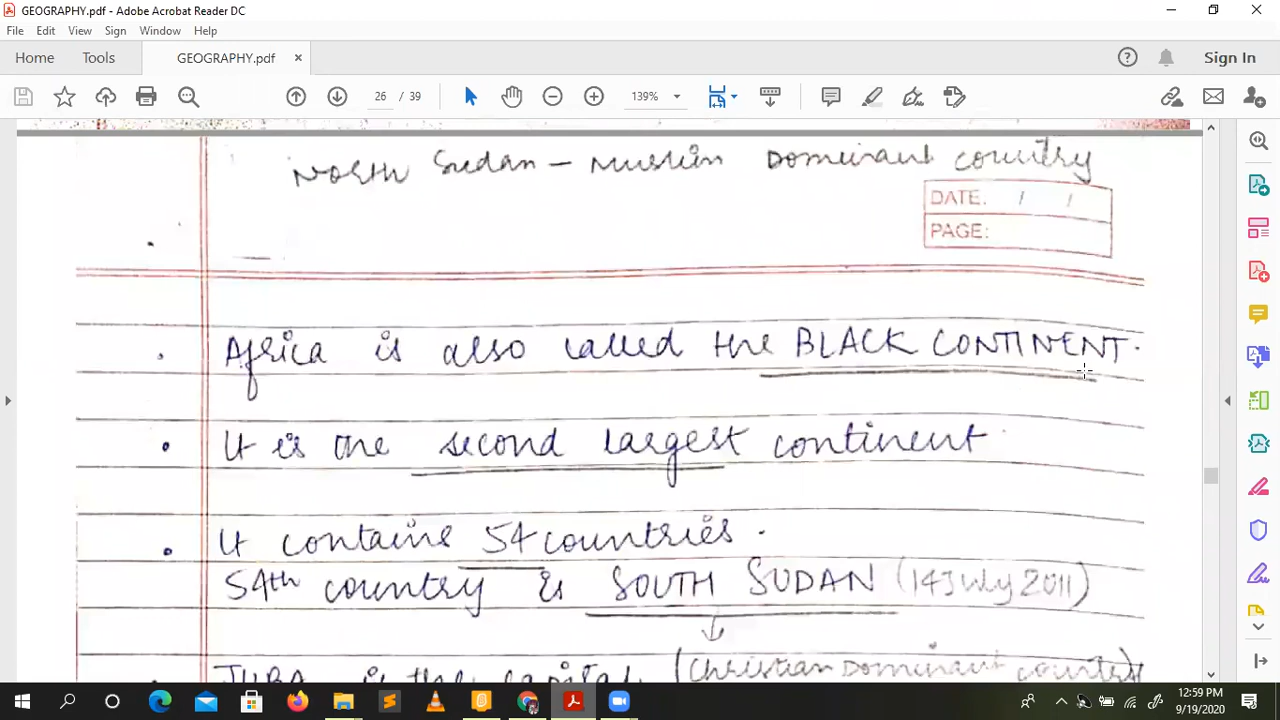 GEOGRAPHY.pdf - Adobe Acrobat Reader DC
File Edit View Sign Window Help
Home Tools GEOGRAPHY.pdf × Sign In
26 / 39 139%
North Sudan - Muslim Dominant country
DATE. / /
PAGE:
Africa is also called the BLACK CONTINENT.
It is the second largest continent
It contains 54 countries.
54th country is SOUTH SUDAN (14 July 2011)
JUBA is the capital. (Christian Dominant country)
12:59 PM
9/19/2020